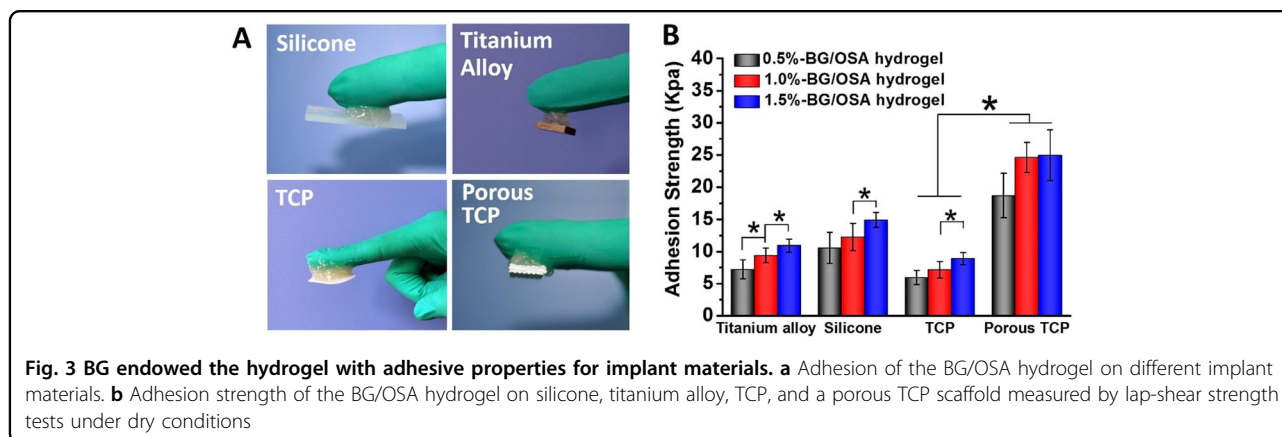 A
Silicone
Titanium
Alloy
TCP
Porous
TCP
B
0.5%-BG/OSA hydrogel
1.0%-BG/OSA hydrogel
1.5%-BG/OSA hydrogel
Adhesion Strength (Kpa)
40
35
30
25
20
15
10
5
0
*
*
*
*
*
Titanium alloy Silicone TCP Porous TCP
Fig. 3 BG endowed the hydrogel with adhesive properties for implant materials. a Adhesion of the BG/OSA hydrogel on different implant
materials. b Adhesion strength of the BG/OSA hydrogel on silicone, titanium alloy, TCP, and a porous TCP scaffold measured by lap-shear strength
tests under dry conditions